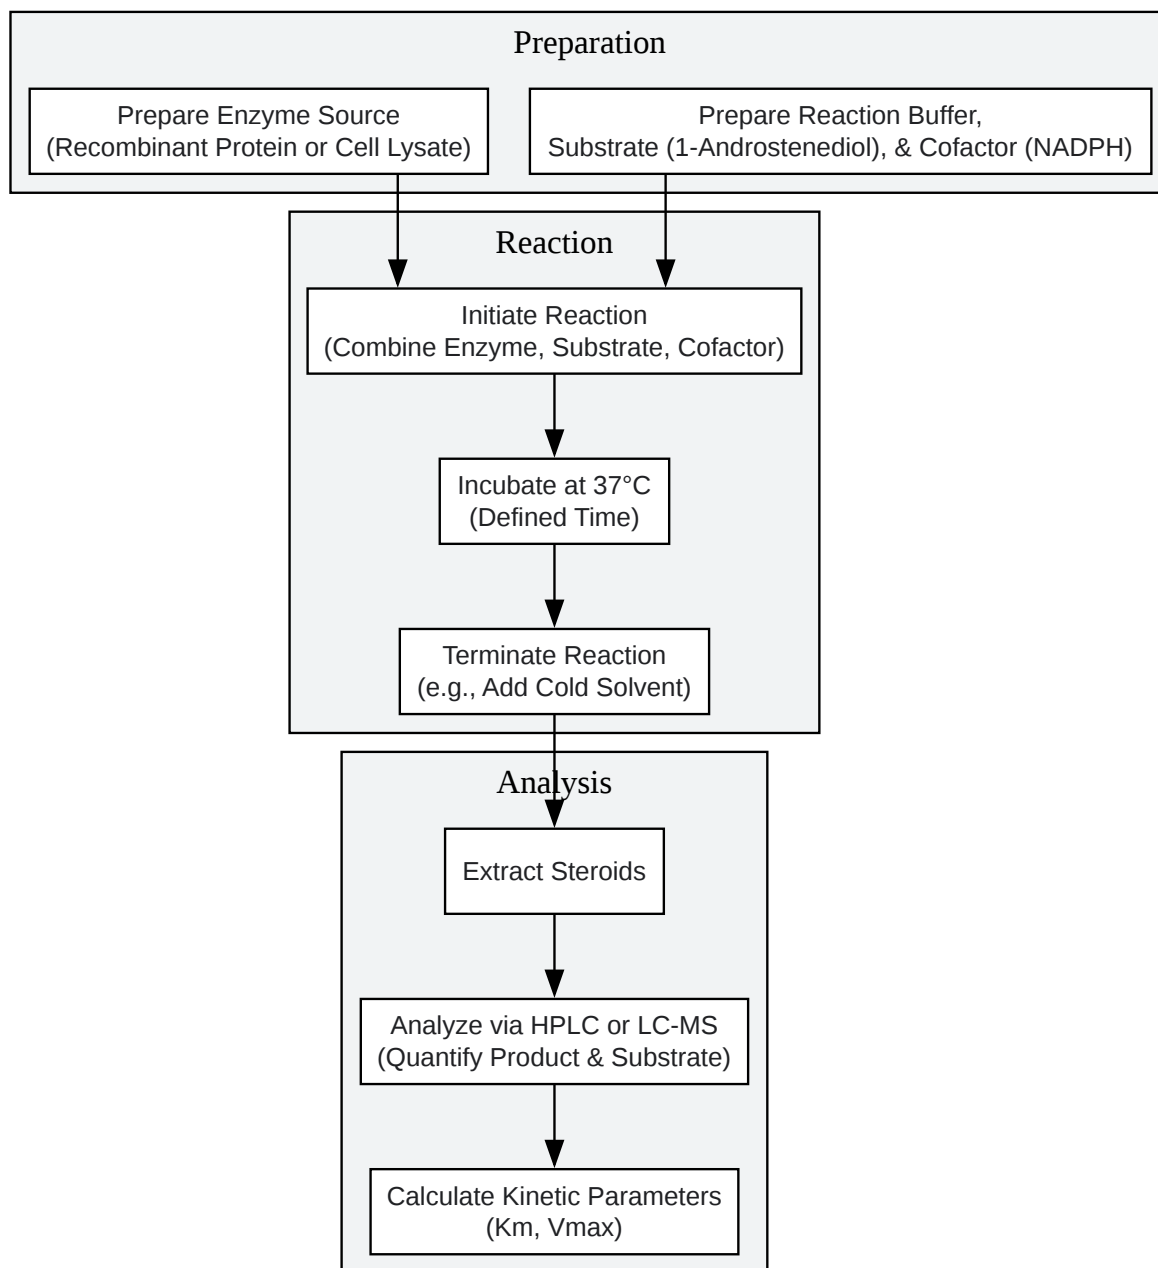 Preparation
Prepare Enzyme Source
(Recombinant Protein or Cell Lysate)
Prepare Reaction Buffer,
Substrate (1-Androstenediol), & Cofactor (NADPH)
Reaction
Initiate Reaction
(Combine Enzyme, Substrate, Cofactor)
Incubate at 37°C
(Defined Time)
Terminate Reaction
(e.g., Add Cold Solvent)
Analysis
Extract Steroids
Analyze via HPLC or LC-MS
(Quantify Product & Substrate)
Calculate Kinetic Parameters
(Km, Vmax)